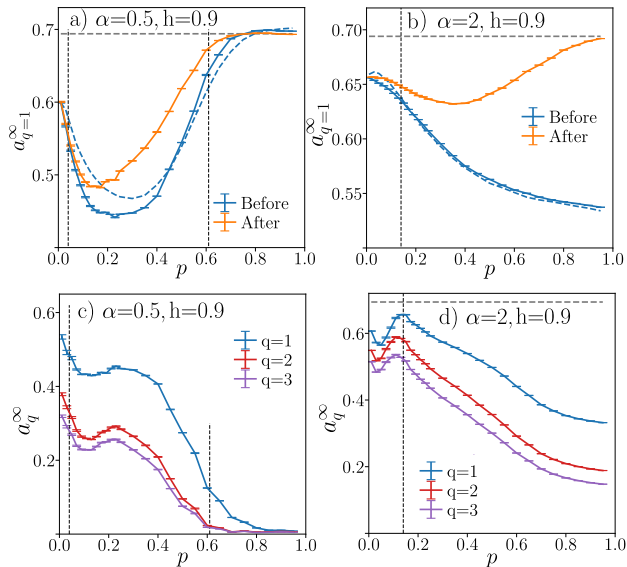 a) α=0.5, h=0.9
0.7
0.6
0.5
a^∞_{q=1}
Before
After
0.0 0.2 0.4 0.6 0.8 1.0
p
b) α=2, h=0.9
0.70
0.65
0.60
0.55
a^∞_{q=1}
Before
After
0.0 0.2 0.4 0.6 0.8 1.0
p
c) α=0.5, h=0.9
0.6
0.4
0.2
a^∞_q
q=1
q=2
q=3
0.0 0.2 0.4 0.6 0.8 1.0
p
d) α=2, h=0.9
0.6
0.4
0.2
a^∞_q
q=1
q=2
q=3
0.0 0.2 0.4 0.6 0.8 1.0
p